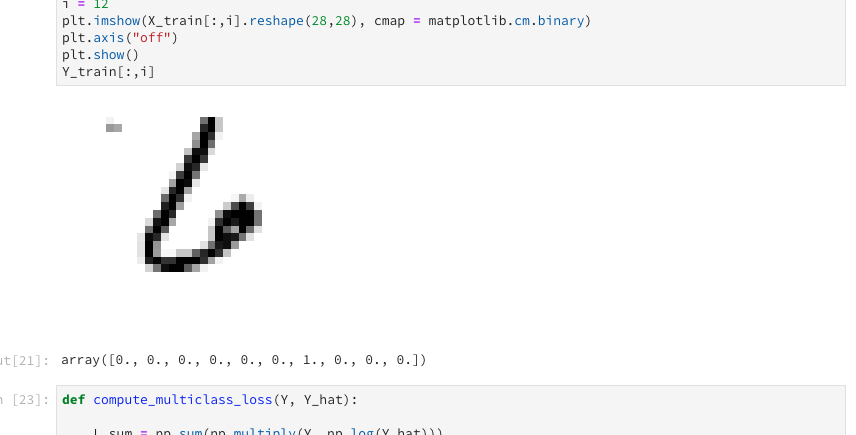 i = 12
plt.imshow(X_train[:,i].reshape(28,28), cmap = matplotlib.cm.binary)
plt.axis("off")
plt.show()
Y_train[:,i]
6
ut[21]: array([0., 0., 0., 0., 0., 0., 1., 0., 0., 0.])
n [23]: def compute_multiclass_loss(Y, Y_hat):
L_sum = np.sum(np.multiply(Y, np.log(Y_hat)))